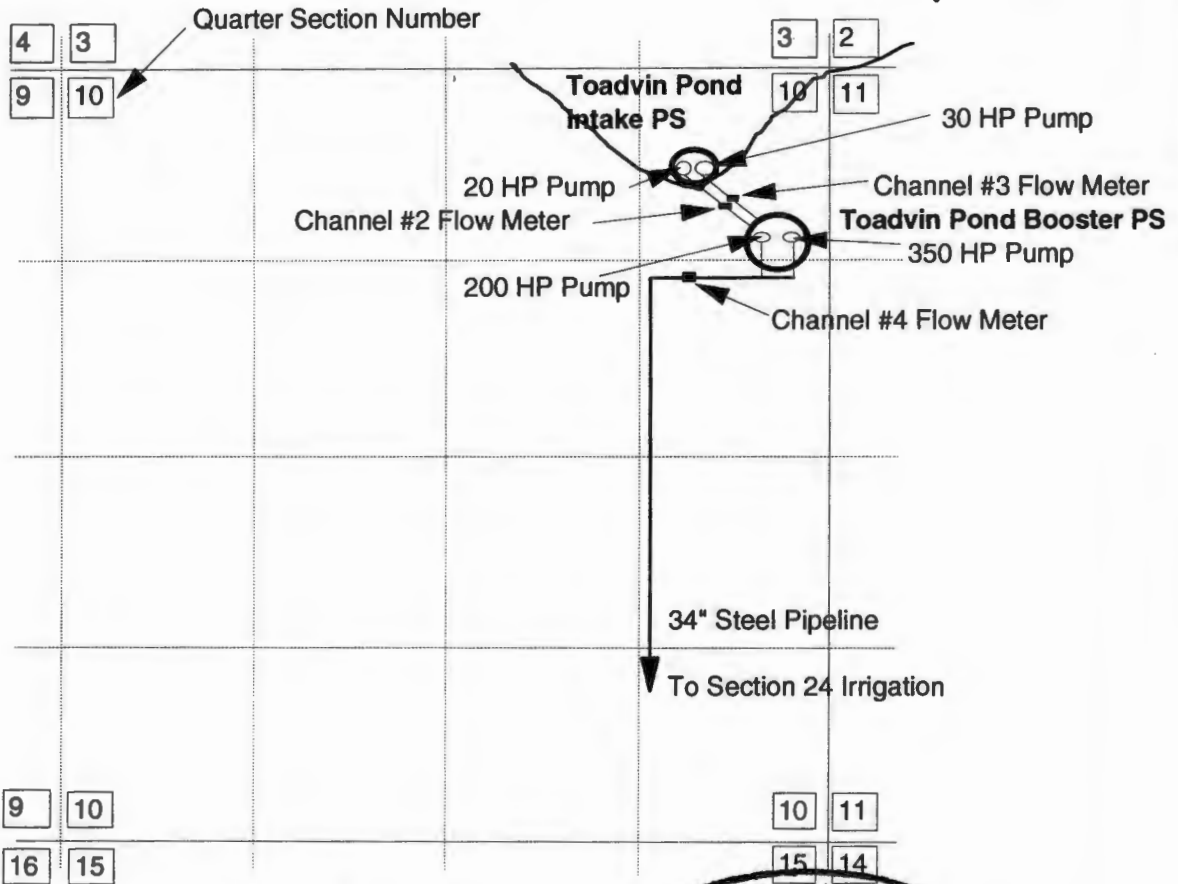 Quarter Section Number
4 3
3 2
9 10
10 11
Toadvin Pond
Intake PS
30 HP Pump
20 HP Pump
Channel #3 Flow Meter
Channel #2 Flow Meter
Toadvin Pond Booster PS
350 HP Pump
200 HP Pump
Channel #4 Flow Meter
34" Steel Pipeline
To Section 24 Irrigation
9 10
10 11
16 15
15 14